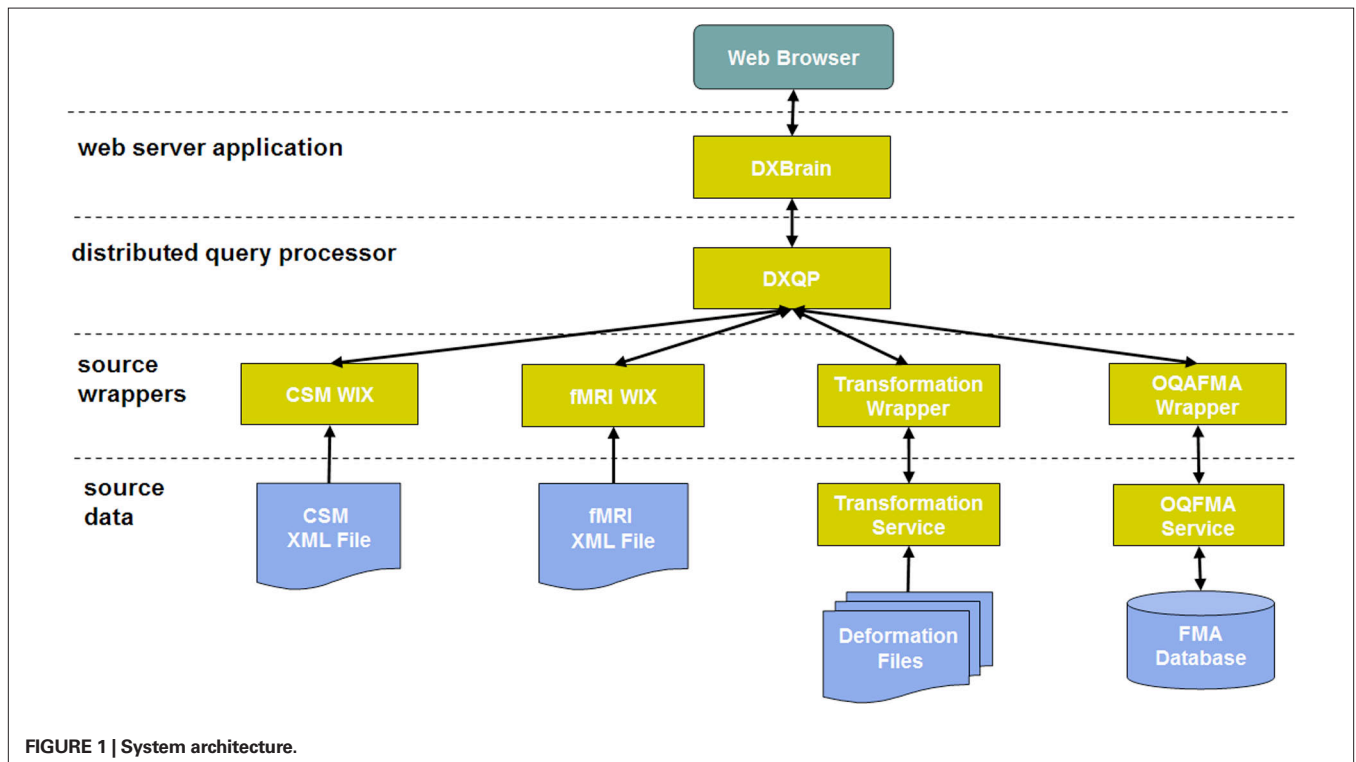 Web Browser
web server application
DXBrain
distributed query processor
DXQP
source
wrappers
CSM WIX
fMRI WIX
Transformation
Wrapper
OQAFMA
Wrapper
source
data
CSM
XML File
fMRI
XML File
Transformation
Service
OQFMA
Service
Deformation
Files
FMA
Database
FIGURE 1 | System architecture.